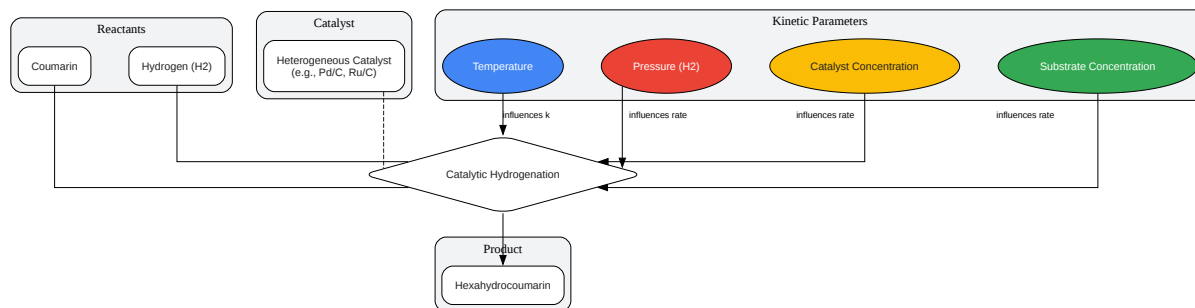 Reactants
Catalyst
Kinetic Parameters
Coumarin
Hydrogen (H2)
Heterogeneous Catalyst
(e.g., Pd/C, Ru/C)
Temperature
Pressure (H2)
Catalyst Concentration
Substrate Concentration
influences k
influences rate
influences rate
influences rate
Catalytic Hydrogenation
Product
Hexahydrocoumarin